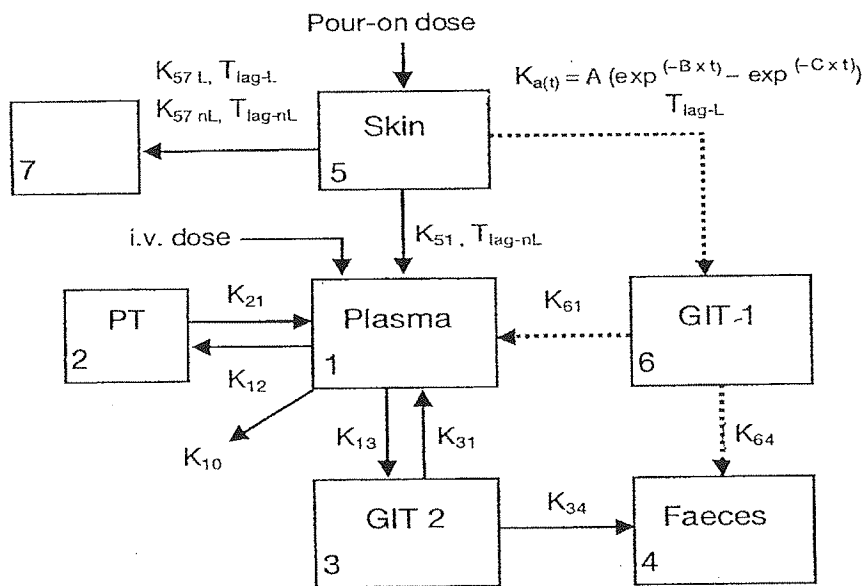 Pour-on dose
K57 L, Tlag-L
K57 nL, Tlag-nL
Ka(t) = A (exp (-B x t) - exp (-C x t))
Tlag-L
Skin
5
7
i.v. dose
K51, Tlag-nL
PT
2
K21
K12
Plasma
1
K61
GIT-1
6
K10
K13
K31
K64
GIT 2
3
K34
Faeces
4